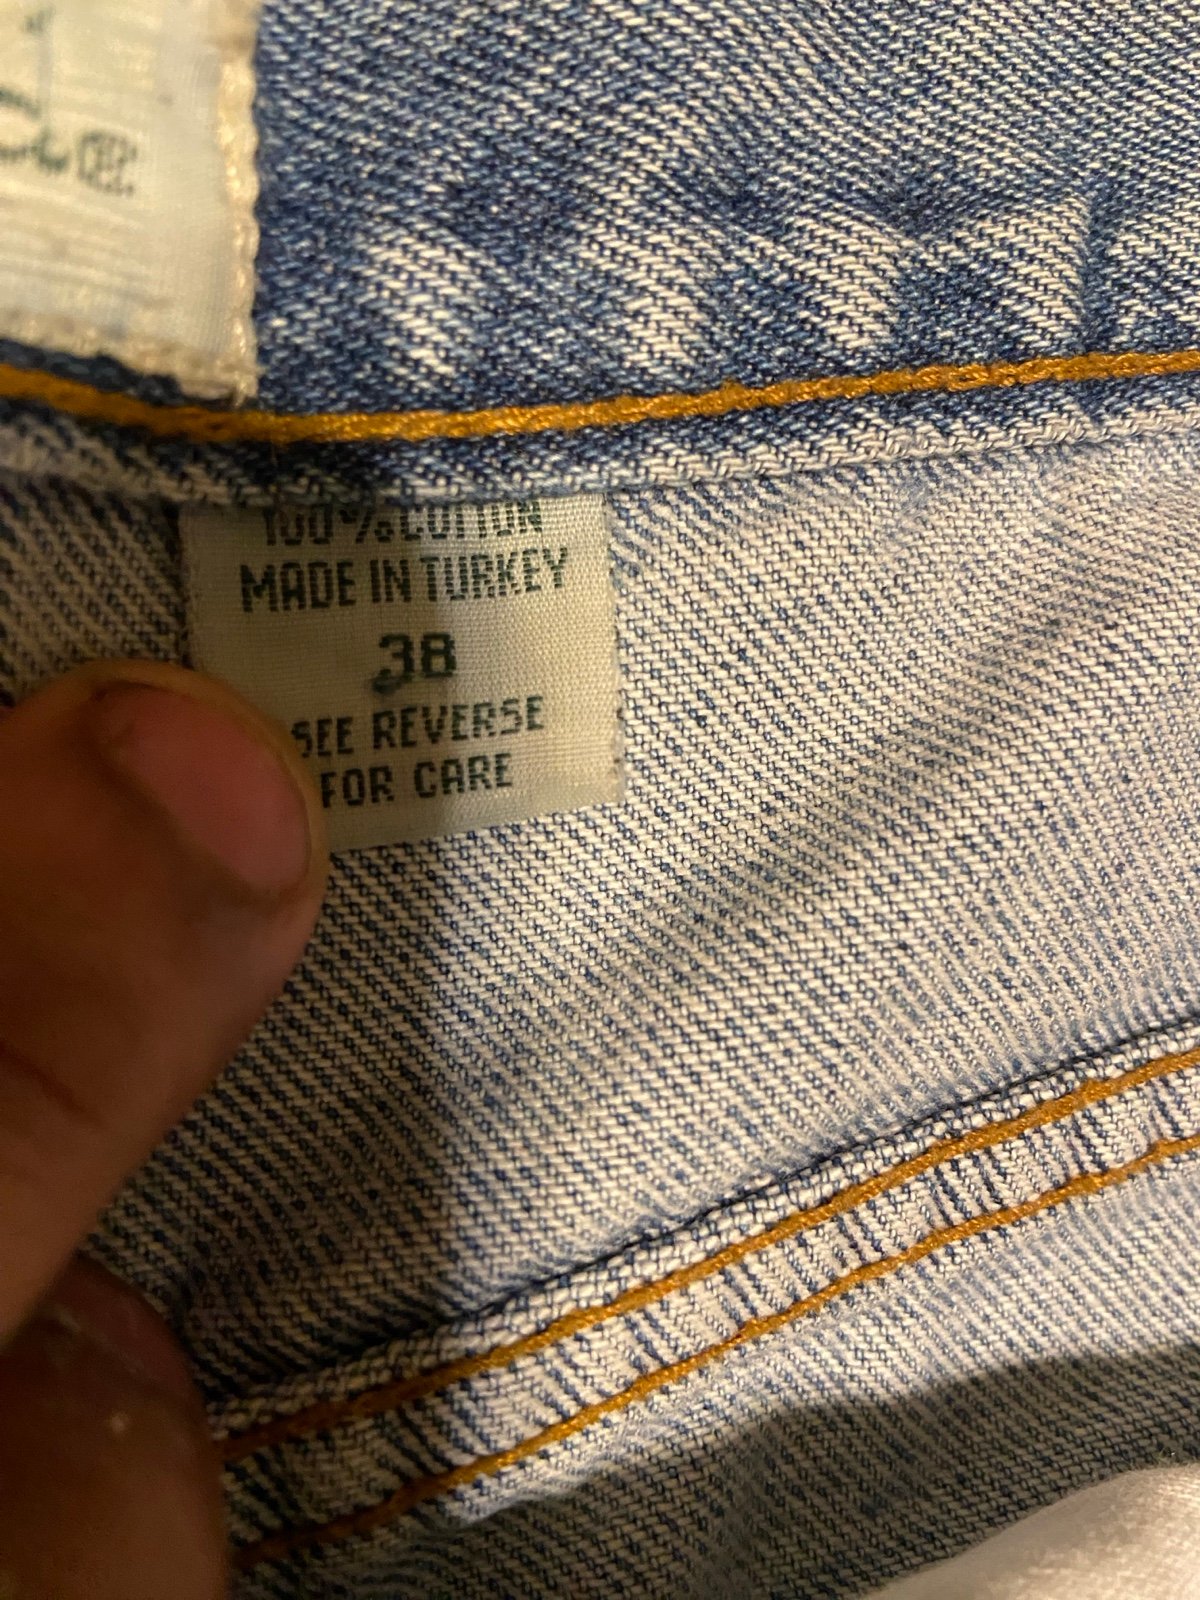 100% COTTON
MADE IN TURKEY
38
SEE REVERSE
FOR CARE